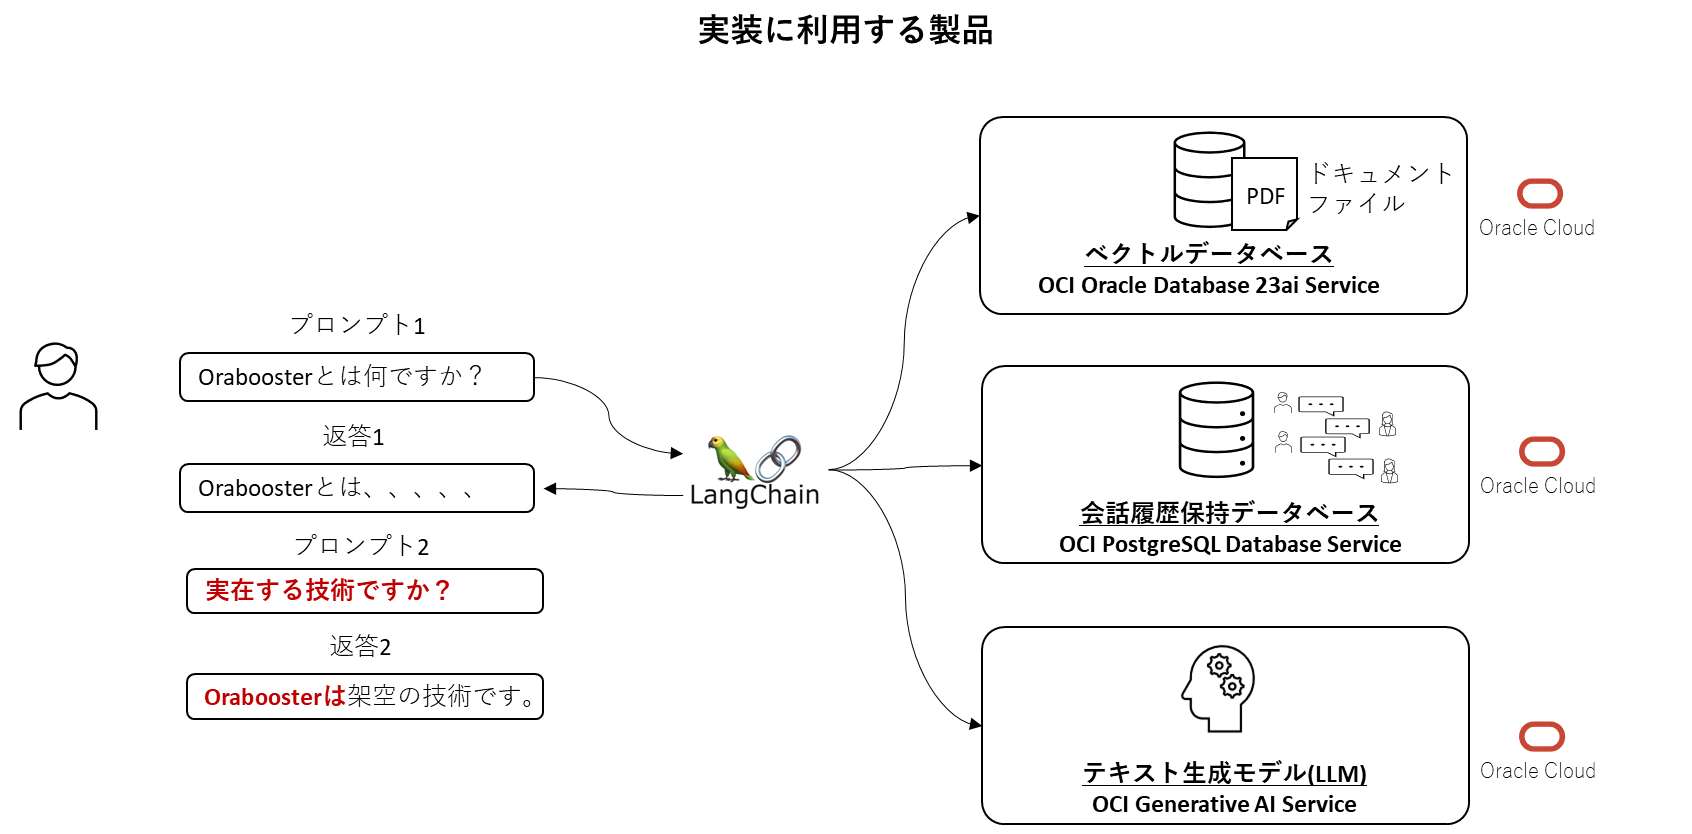 実装に利用する製品
プロンプト1
Oraboosterとは何ですか？
返答1
Oraboosterとは、、、、、
プロンプト2
実在する技術ですか？
返答2
Oraboosterは架空の技術です。
LangChain
PDF
ドキュメント
ファイル
ベクトルデータベース
OCI Oracle Database 23ai Service
Oracle Cloud
会話履歴保持データベース
OCI PostgreSQL Database Service
Oracle Cloud
テキスト生成モデル(LLM)
OCI Generative AI Service
Oracle Cloud